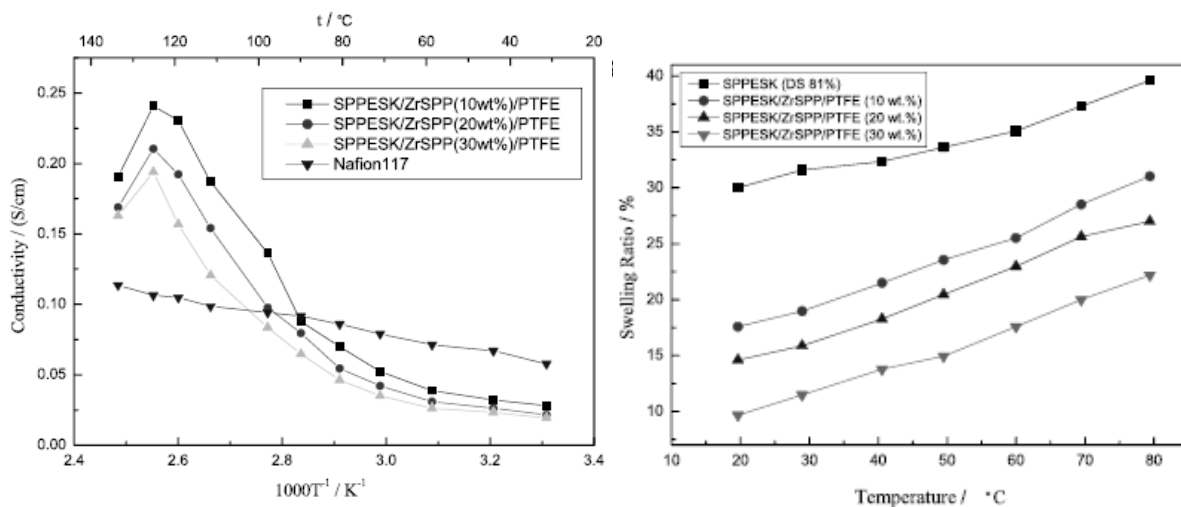 t / °C
140 120 100 80 60 40 20
0.25
0.20
0.15
0.10
0.05
0.00
Conductivity / (S/cm)
SPPESK/ZrSPP(10wt%)/PTFE
SPPESK/ZrSPP(20wt%)/PTFE
SPPESK/ZrSPP(30wt%)/PTFE
Nafion117
2.4 2.6 2.8 3.0 3.2 3.4
1000T⁻¹ / K⁻¹
40
35
30
25
20
15
10
Swelling Ratio / %
SPPESK (DS 81%)
SPPESK/ZrSPP/PTFE (10 wt.%)
SPPESK/ZrSPP/PTFE (20 wt.%)
SPPESK/ZrSPP/PTFE (30 wt.%)
10 20 30 40 50 60 70 80
Temperature / °C